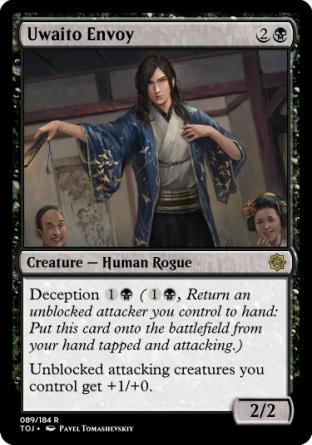 Uwaito Envoy 2
Creature — Human Rogue
Deception 1 ( 1 , Return an
unblocked attacker you control to hand:
Put this card onto the battlefield from
your hand tapped and attacking.)
Unblocked attacking creatures you
control get +1/+0.
2/2
089/184 R
TOJ • Pavel Tomashevskiy